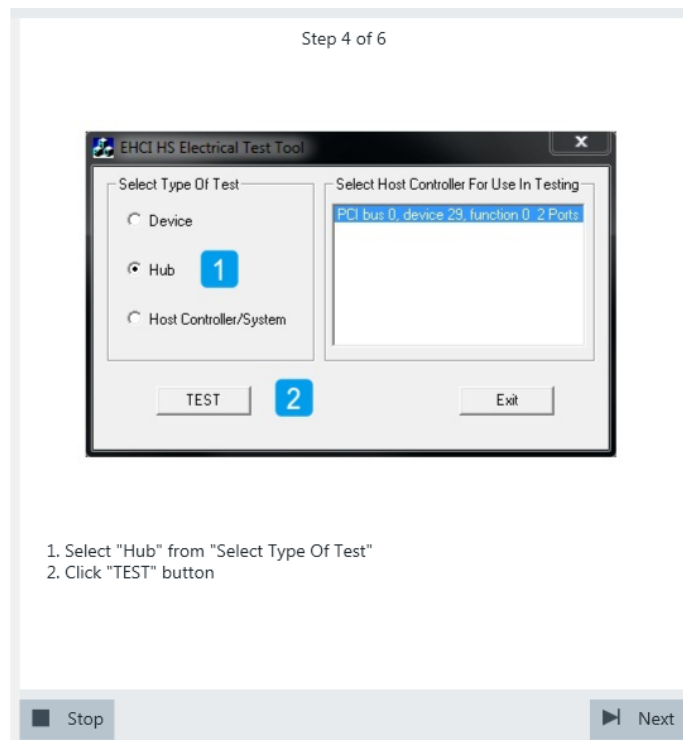 Step 4 of 6
EHCI HS Electrical Test Tool
x
Select Type Of Test
Device
Hub
1
Host Controller/System
Select Host Controller For Use In Testing
PCI bus 0, device 29, function 0 2 Ports
TEST
2
Exit
1. Select "Hub" from "Select Type Of Test"
2. Click "TEST" button
Stop
Next